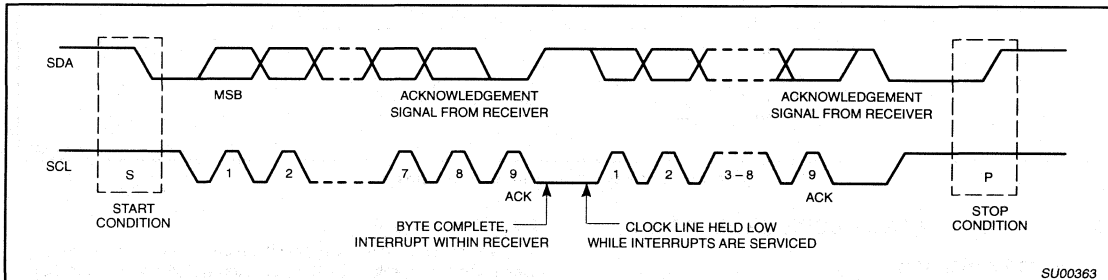 SDA
MSB
ACKNOWLEDGEMENT
SIGNAL FROM RECEIVER
ACKNOWLEDGEMENT
SIGNAL FROM RECEIVER
SCL
S
1
2
7
8
9
1
2
3 – 8
9
P
ACK
ACK
START
CONDITION
BYTE COMPLETE,
INTERRUPT WITHIN RECEIVER
CLOCK LINE HELD LOW
WHILE INTERRUPTS ARE SERVICED
STOP
CONDITION
SU00363